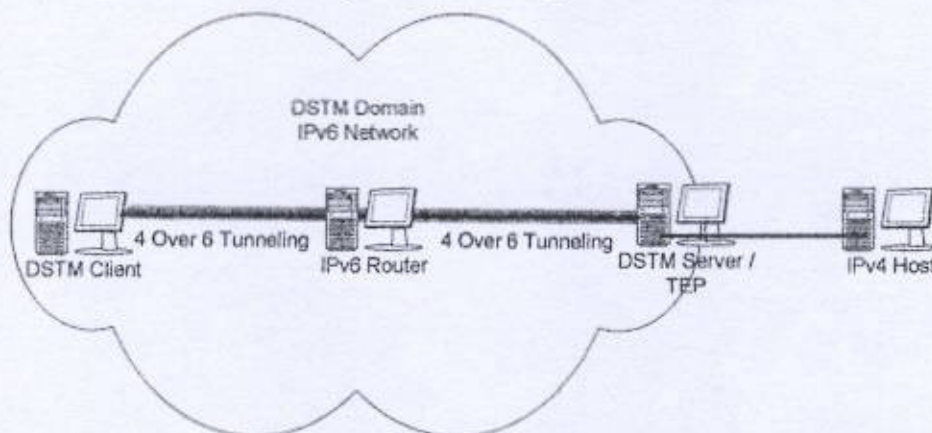 DSTM Domain
IPv6 Network
4 Over 6 Tunneling
4 Over 6 Tunneling
DSTM Client
IPv6 Router
DSTM Server /
TEP
IPv4 Host